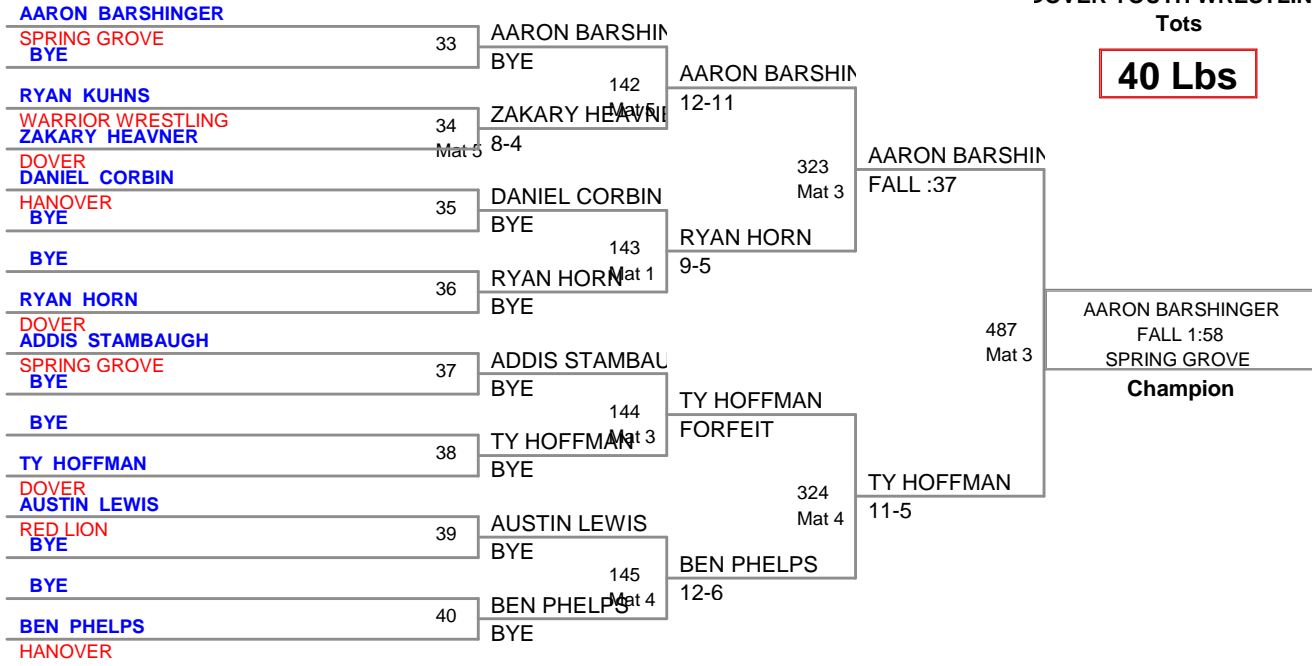 AARON BARSHINGER
SPRING GROVE
BYE
RYAN KUHNS
WARRIOR WRESTLING
ZAKARY HEAVNER
DOVER
DANIEL CORBIN
HANOVER
BYE
BYE
RYAN HORN
DOVER
ADDIS STAMBAUGH
SPRING GROVE
BYE
BYE
TY HOFFMAN
DOVER
AUSTIN LEWIS
RED LION
BYE
BYE
BEN PHELPS
HANOVER
33
34
Mat 5
35
36
37
38
39
40
AARON BARSHIN
BYE
ZAKARY HEAVNE
8-4
DANIEL CORBIN
BYE
RYAN HORN
BYE
ADDIS STAMBAU
BYE
TY HOFFMAN
BYE
AUSTIN LEWIS
BYE
BEN PHELPS
BYE
142
Mat 5
143
Mat 1
144
Mat 3
145
Mat 4
AARON BARSHIN
12-11
RYAN HORN
9-5
TY HOFFMAN
FORFEIT
BEN PHELPS
12-6
323
Mat 3
324
Mat 4
AARON BARSHIN
FALL :37
TY HOFFMAN
11-5
487
Mat 3
AARON BARSHINGER
FALL 1:58
SPRING GROVE
Champion
OVER YOUTH WRESTLIN
Tots
40 Lbs